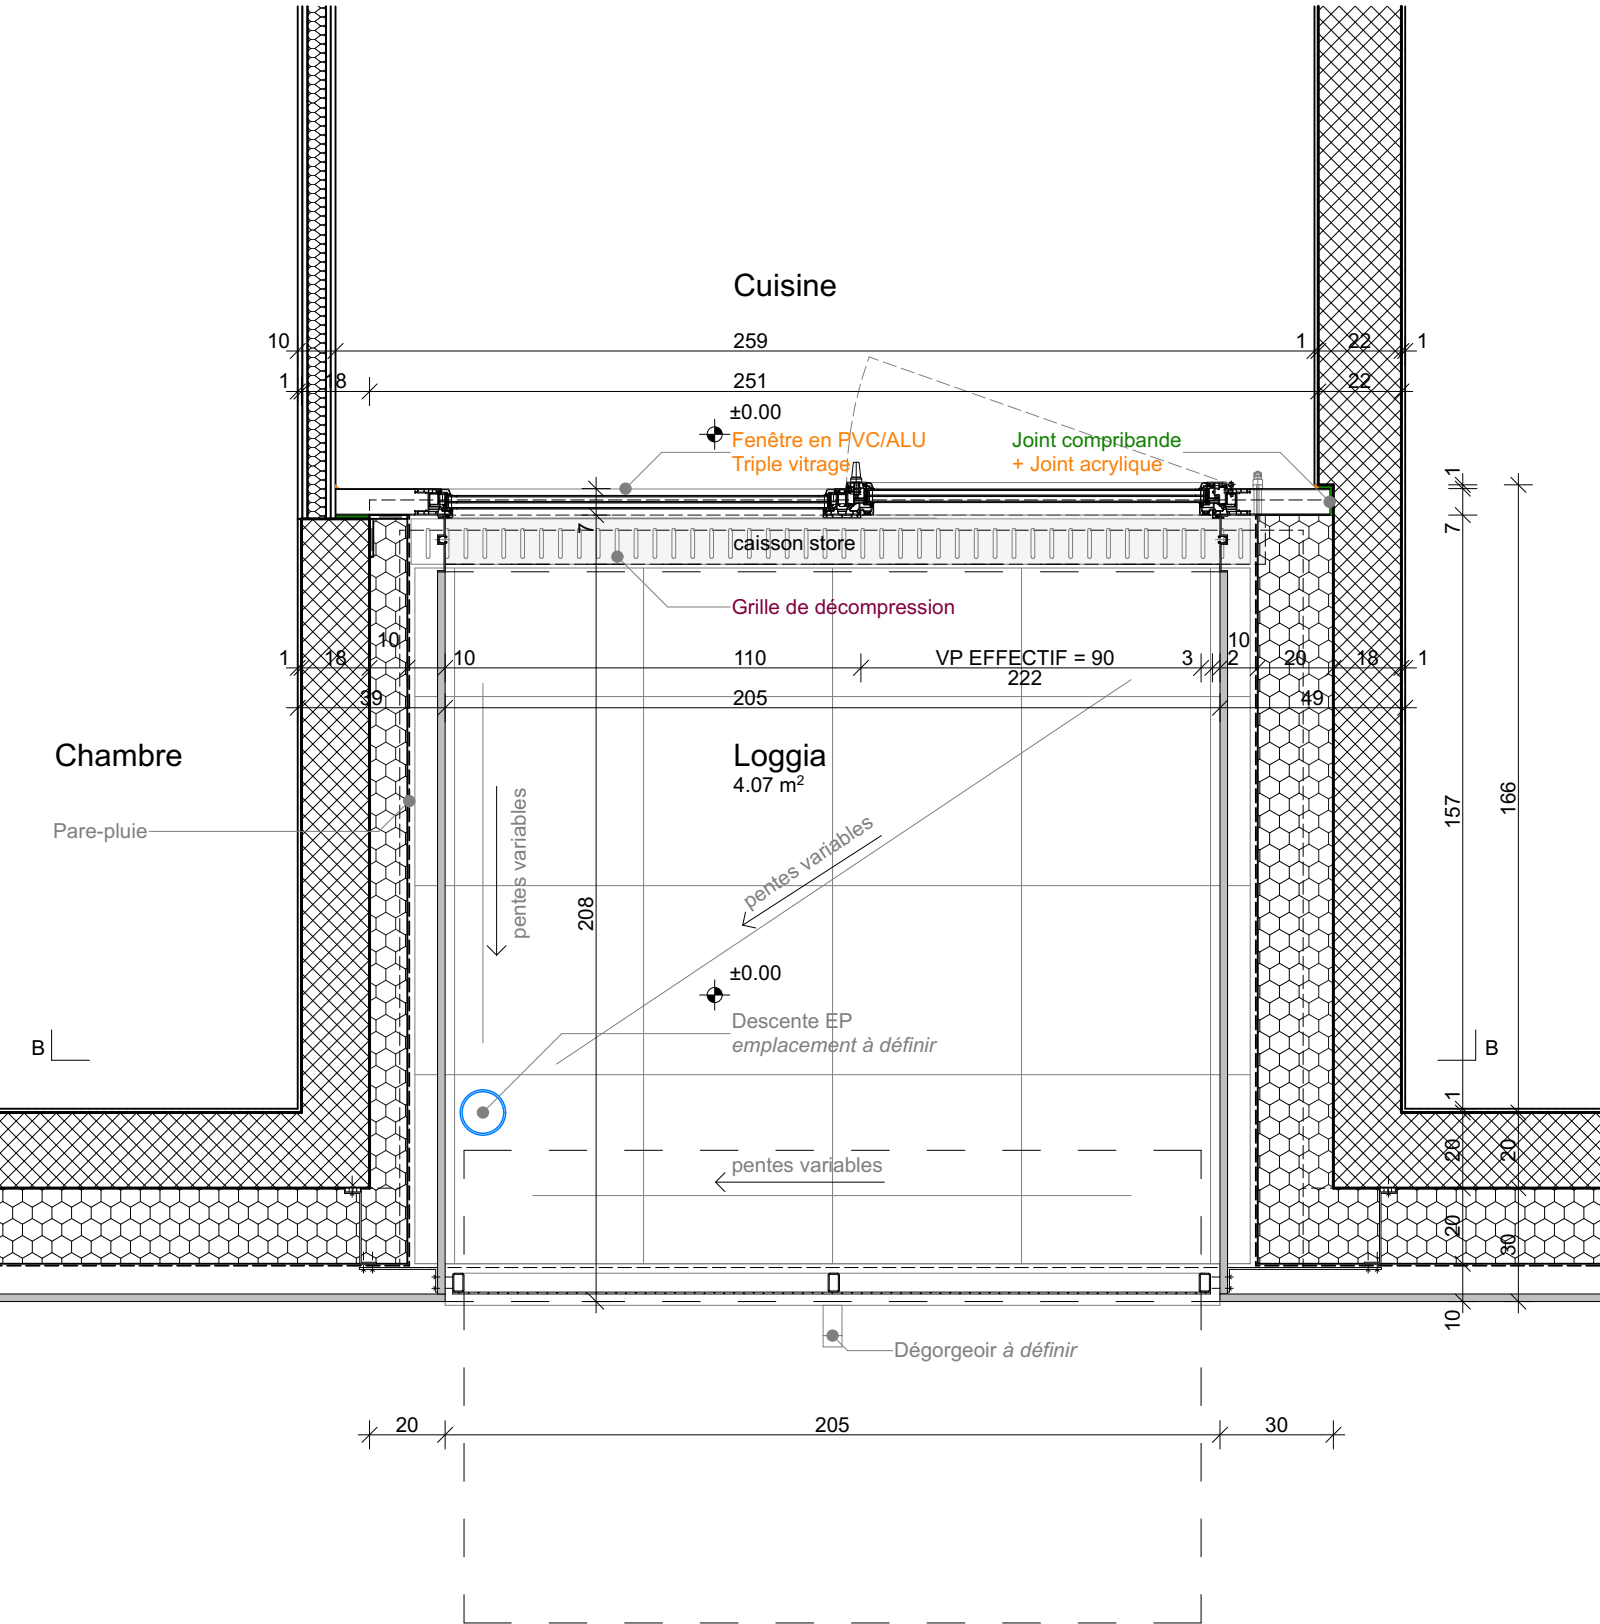 Cuisine
10 259 1 22 1
1 18 251 22
±0.00
Fenêtre en PVC/ALU
Triple vitrage
Joint compribande
+ Joint acrylique
1
7
7
caisson store
Grille de décompression
10 10
1 18 10 110 VP EFFECTIF = 90 3 2 20 18 1
222
39 205 49
Chambre
Loggia
4.07 m²
Pare-pluie
pentes variables
pentes variables
157
166
208
±0.00
Descente EP
emplacement à définir
B
B
1
20
20
pentes variables
20
30
10
Dégorgeoir à définir
20 205 30